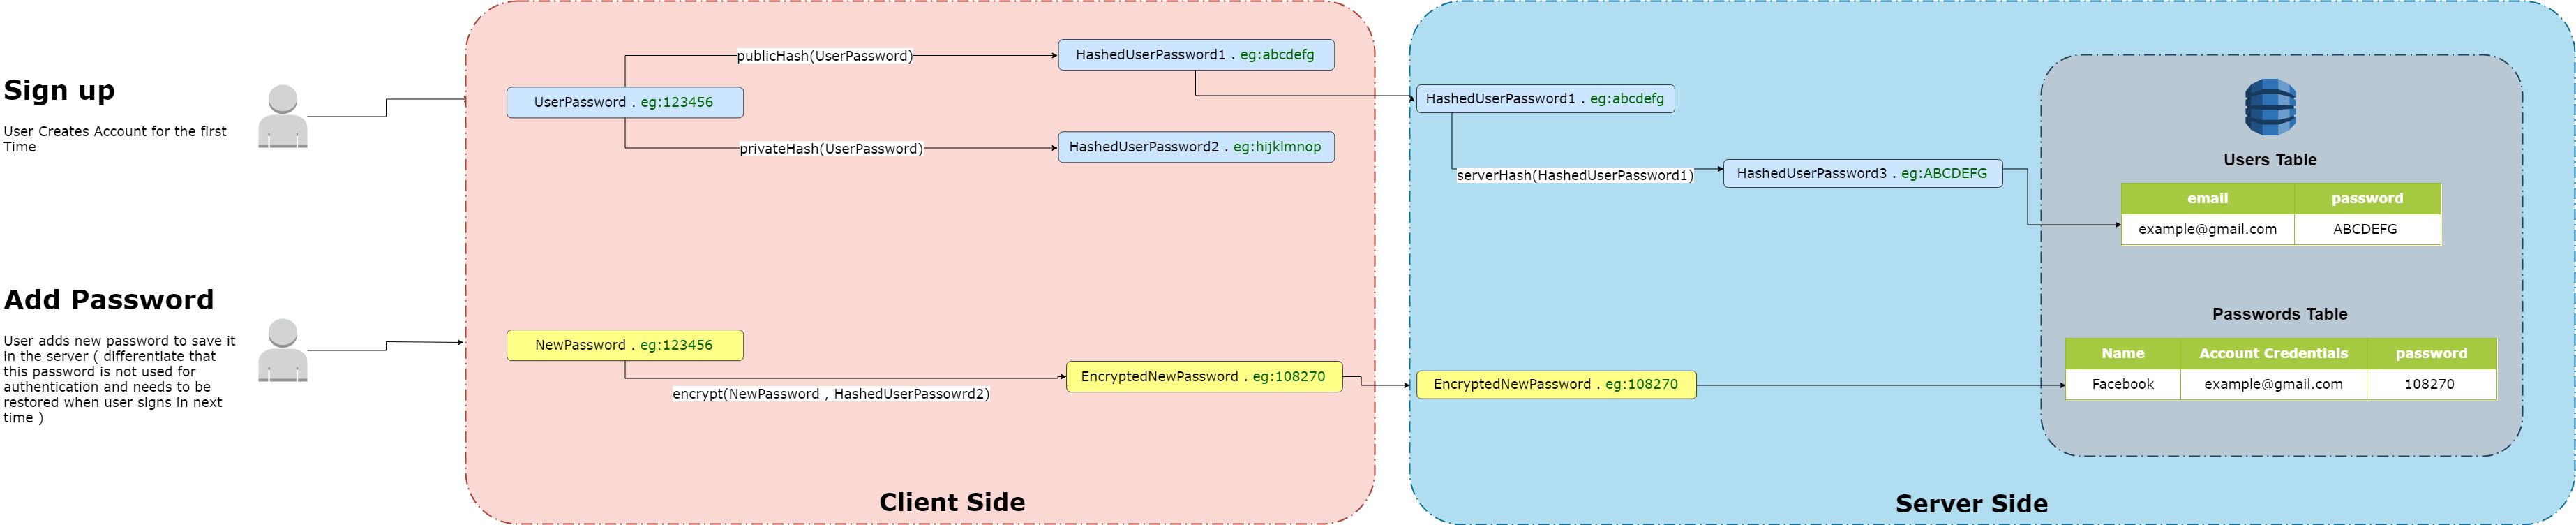 Sign up
User Creates Account for the first
Time
publicHash(UserPassword)
UserPassword . eg:123456
privateHash(UserPassword)
HashedUserPassword1 . eg:abcdefg
HashedUserPassword2 . eg:hijklmnop
HashedUserPassword1 . eg:abcdefg
serverHash(HashedUserPassword1)
HashedUserPassword3 . eg:ABCDEFG
Users Table
email password
example@gmail.com ABCDEFG
Add Password
User adds new password to save it
in the server ( differentiate that
this password is not used for
authentication and needs to be
restored when user signs in next
time )
NewPassword . eg:123456
encrypt(NewPassword , HashedUserPassowrd2)
EncryptedNewPassword . eg:108270
EncryptedNewPassword . eg:108270
Passwords Table
Name Account Credentials password
Facebook example@gmail.com 108270
Client Side
Server Side